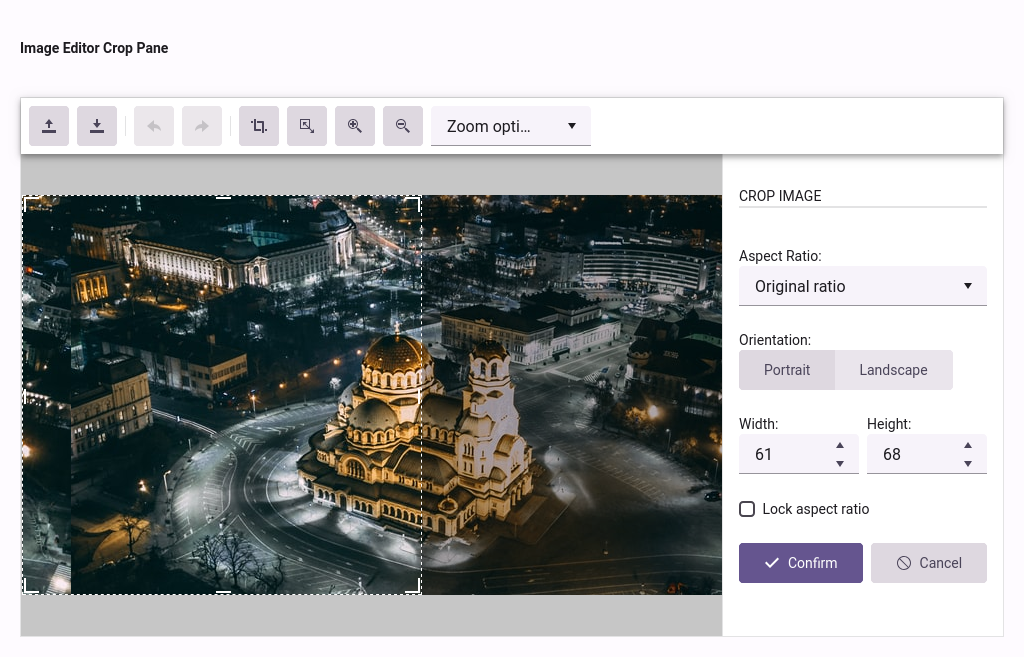 Image Editor Crop Pane
Zoom opti...
CROP IMAGE
Aspect Ratio:
Original ratio
Orientation:
Portrait Landscape
Width: Height:
61 68
Lock aspect ratio
Confirm Cancel